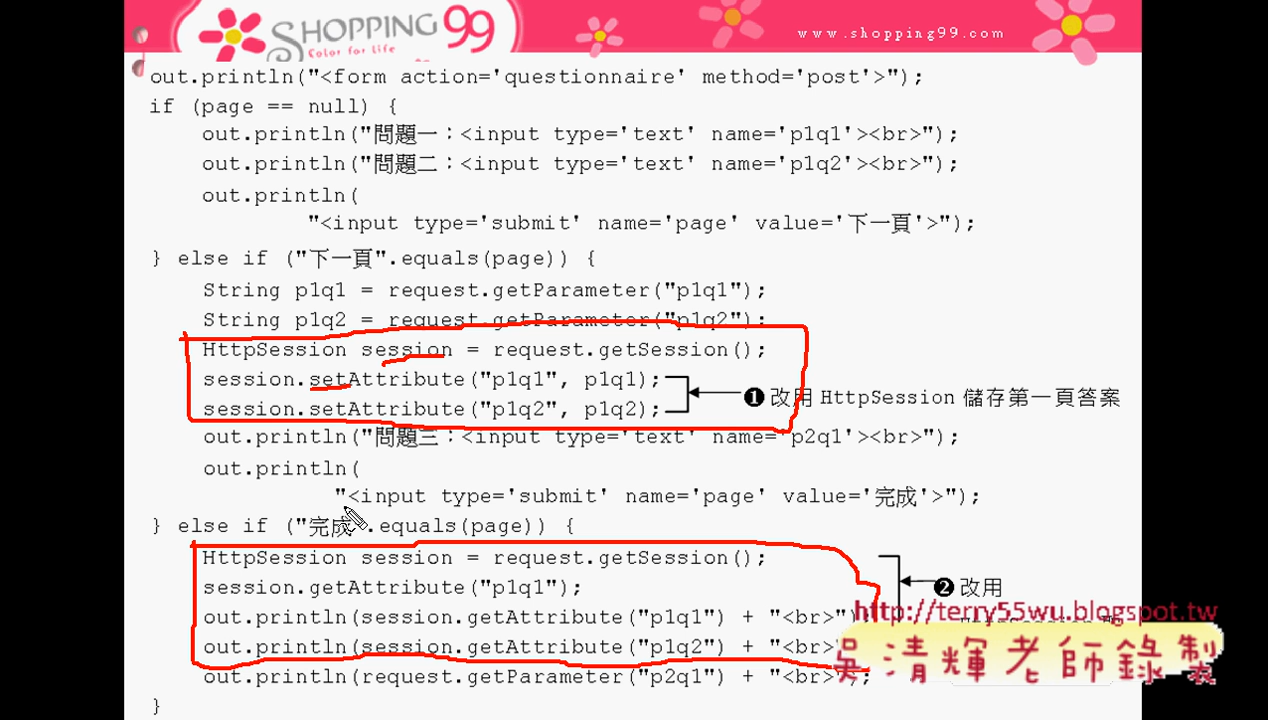 SHOPPING 99
Color for Life
www.shopping99.com
out.println("<form action='questionnaire' method='post'>");
if (page == null) {
out.println("問題一：<input type='text' name='p1q1'><br>");
out.println("問題二：<input type='text' name='p1q2'><br>");
out.println(
"<input type='submit' name='page' value='下一頁'>");
} else if ("下一頁".equals(page)) {
String p1q1 = request.getParameter("p1q1");
String p1q2 = request.getParameter("p1q2");
HttpSession session = request.getSession();
session.setAttribute("p1q1", p1q1);
❶ 改用 HttpSession 儲存第一頁答案
session.setAttribute("p1q2", p1q2);
out.println("問題三：<input type='text' name='p2q1'><br>");
out.println(
"<input type='submit' name='page' value='完成'>");
} else if ("完成".equals(page)) {
HttpSession session = request.getSession();
session.getAttribute("p1q1");
❷ 改用
out.println(session.getAttribute("p1q1") + "<br>")
http://terry55wu.blogspot.tw
out.println(session.getAttribute("p1q2") + "<br>
吳清輝老師錄製
out.println(request.getParameter("p2q1") + "<br>");
}